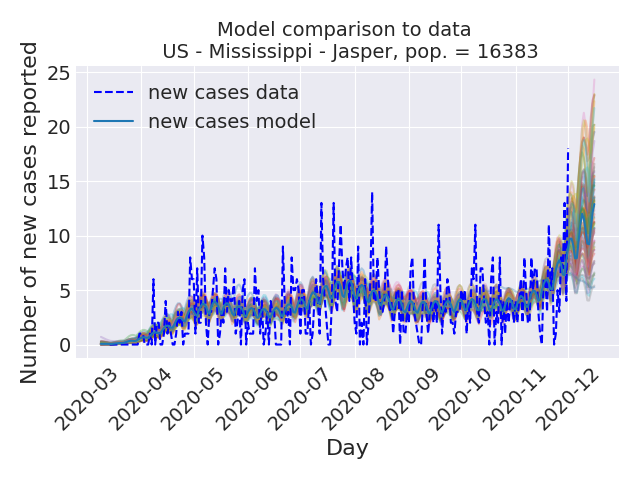 Model comparison to data
US - Mississippi - Jasper, pop. = 16383
Number of new cases reported
25
20
15
10
5
0
new cases data
new cases model
2020-03
2020-04
2020-05
2020-06
2020-07
2020-08
2020-09
2020-10
2020-11
2020-12
Day